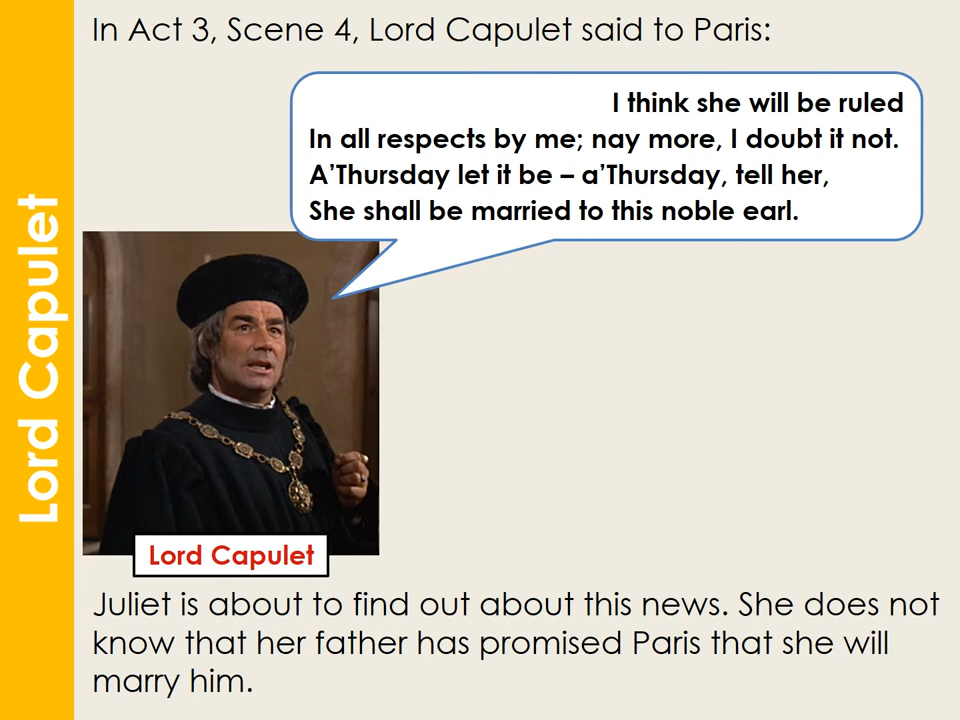 Lord Capulet
In Act 3, Scene 4, Lord Capulet said to Paris:
I think she will be ruled
In all respects by me; nay more, I doubt it not.
A’Thursday let it be – a’Thursday, tell her,
She shall be married to this noble earl.
Lord Capulet
Juliet is about to find out about this news. She does not
know that her father has promised Paris that she will
marry him.